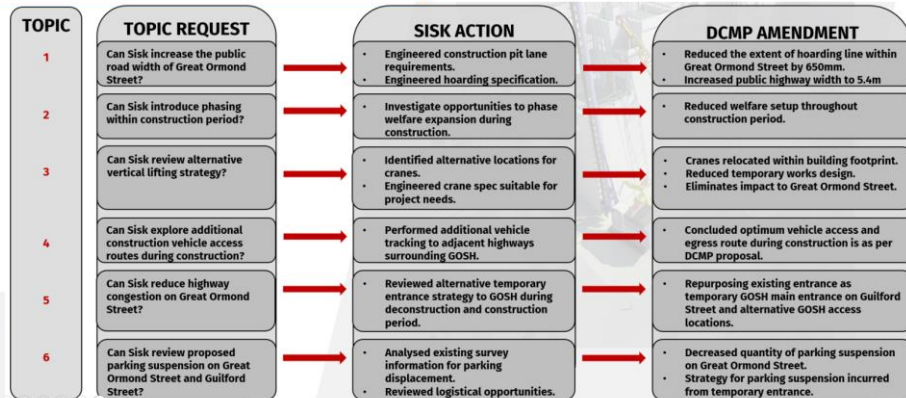 TOPIC
TOPIC REQUEST
SISK ACTION
DCMP AMENDMENT
1
Can Sisk increase the public
road width of Great Ormond
Street?
• Engineered construction pit lane
requirements.
• Engineered hoarding specification.
• Reduced the extent of hoarding line within
Great Ormond Street by 650mm.
• Increased public highway width to 5.4m
2
Can Sisk introduce phasing
within construction period?
• Investigate opportunities to phase
welfare expansion during
construction.
• Reduced welfare setup throughout
construction period.
3
Can Sisk review alternative
vertical lifting strategy?
• Identified alternative locations for
cranes.
• Engineered crane spec suitable for
project needs.
• Cranes relocated within building footprint.
• Reduced temporary works design.
• Eliminates impact to Great Ormond Street.
4
Can Sisk explore additional
construction vehicle access
routes during construction?
• Performed additional vehicle
tracking to adjacent highways
surrounding GOSH.
• Concluded optimum vehicle access and
egress route during construction is as per
DCMP proposal.
5
Can Sisk reduce highway
congestion on Great Ormond
Street?
• Reviewed alternative temporary
entrance strategy to GOSH during
deconstruction and construction
period.
• Repurposing existing entrance as
temporary GOSH main entrance on Guilford
Street and alternative GOSH access
locations.
6
Can Sisk review proposed
parking suspension on Great
Ormond Street and Guilford
Street?
• Analysed existing survey
information for parking
displacement.
• Reviewed logistical opportunities.
• Decreased quantity of parking suspension
on Great Ormond Street.
• Strategy for parking suspension incurred
from temporary entrance.